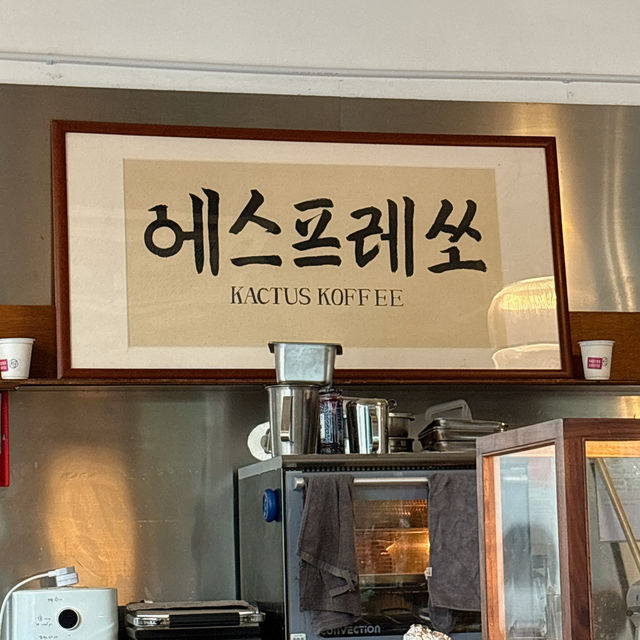 에스프레쏘
KACTUS KOFFEE
CONVECTION